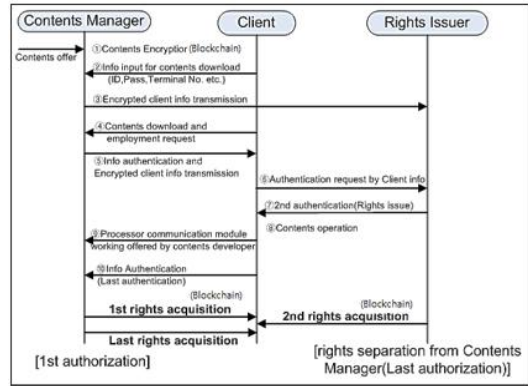 Contents Manager
Client
Rights Issuer
Contents offer
①Contents Encryptior (Blockchain)
②Info input for contents download
(ID,Pass,Terminal No. etc.)
③Encrypted client info transmission
④Contents download and
employment request
⑤Info authentication and
Encrypted client info transmission
⑥Authentication request by Client info
⑦2nd authentication(Rights issue)
⑧Contents operation
⑨Processor communication module
working offered by contents developer
⑩Info Authentication
(Last authentication)
(Blockchain)
1st rights acquisition
(Blockchain)
2nd rights acquisition
Last rights acquisition
[1st authorization]
[rights separation from Contents
Manager(Last authorization)]